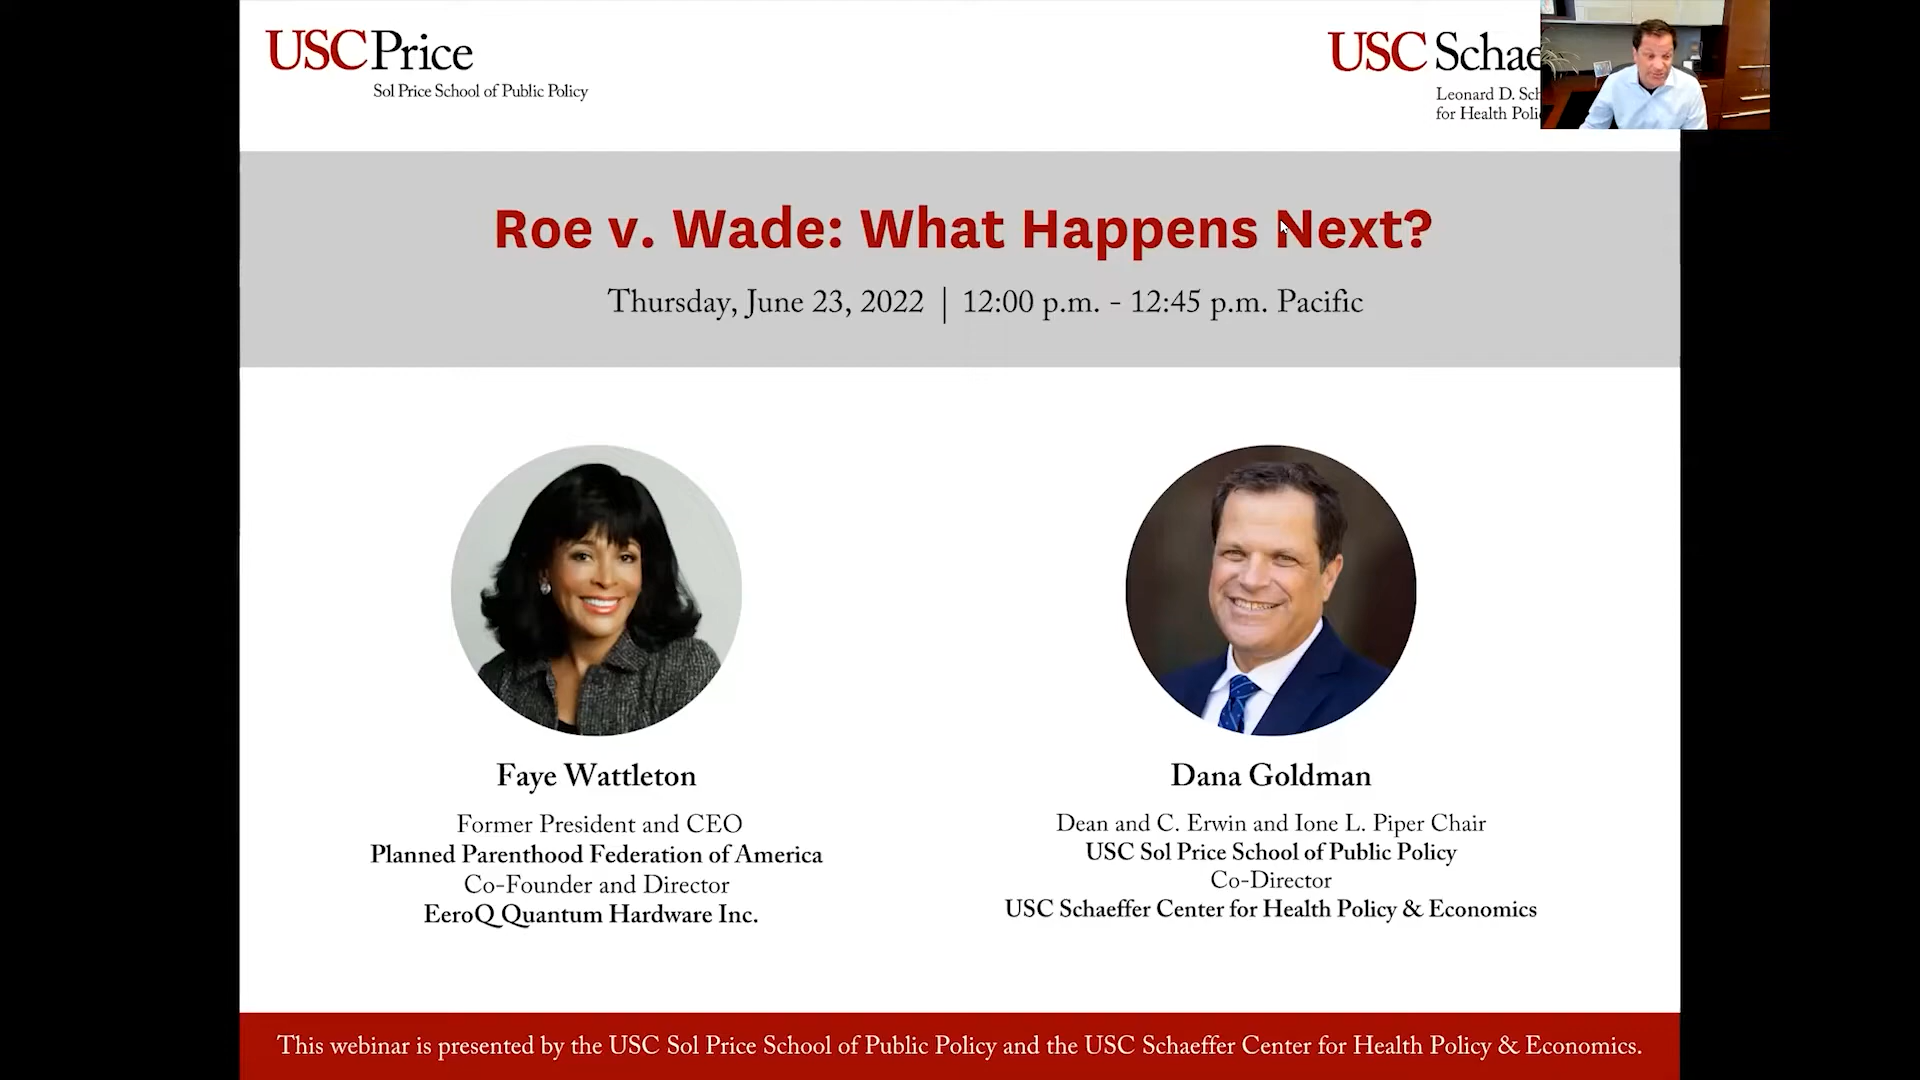 USC Price
Sol Price School of Public Policy
USC
Leonard D.
for Health
Roe v. Wade: What Happens Next?
Thursday, June 23, 2022 | 12:00 p.m. - 12:45 p.m. Pacific
Faye Wattleton
Former President and CEO
Planned Parenthood Federation of America
Co-Founder and Director
EeroQ Quantum Hardware Inc.
Dana Goldman
Dean and C. Erwin and Ione L. Piper Chair
USC Sol Price School of Public Policy
Co-Director
USC Schaeffer Center for Health Policy & Economics
This webinar is presented by the USC Sol Price School of Public Policy and the USC Schaeffer Center for Health Policy & Economics.